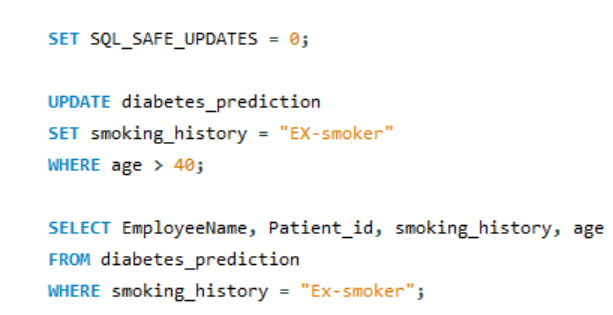 SET SQL_SAFE_UPDATES = 0;
UPDATE diabetes_prediction
SET smoking_history = "EX-smoker"
WHERE age > 40;
SELECT EmployeeName, Patient_id, smoking_history, age
FROM diabetes_prediction
WHERE smoking_history = "Ex-smoker";